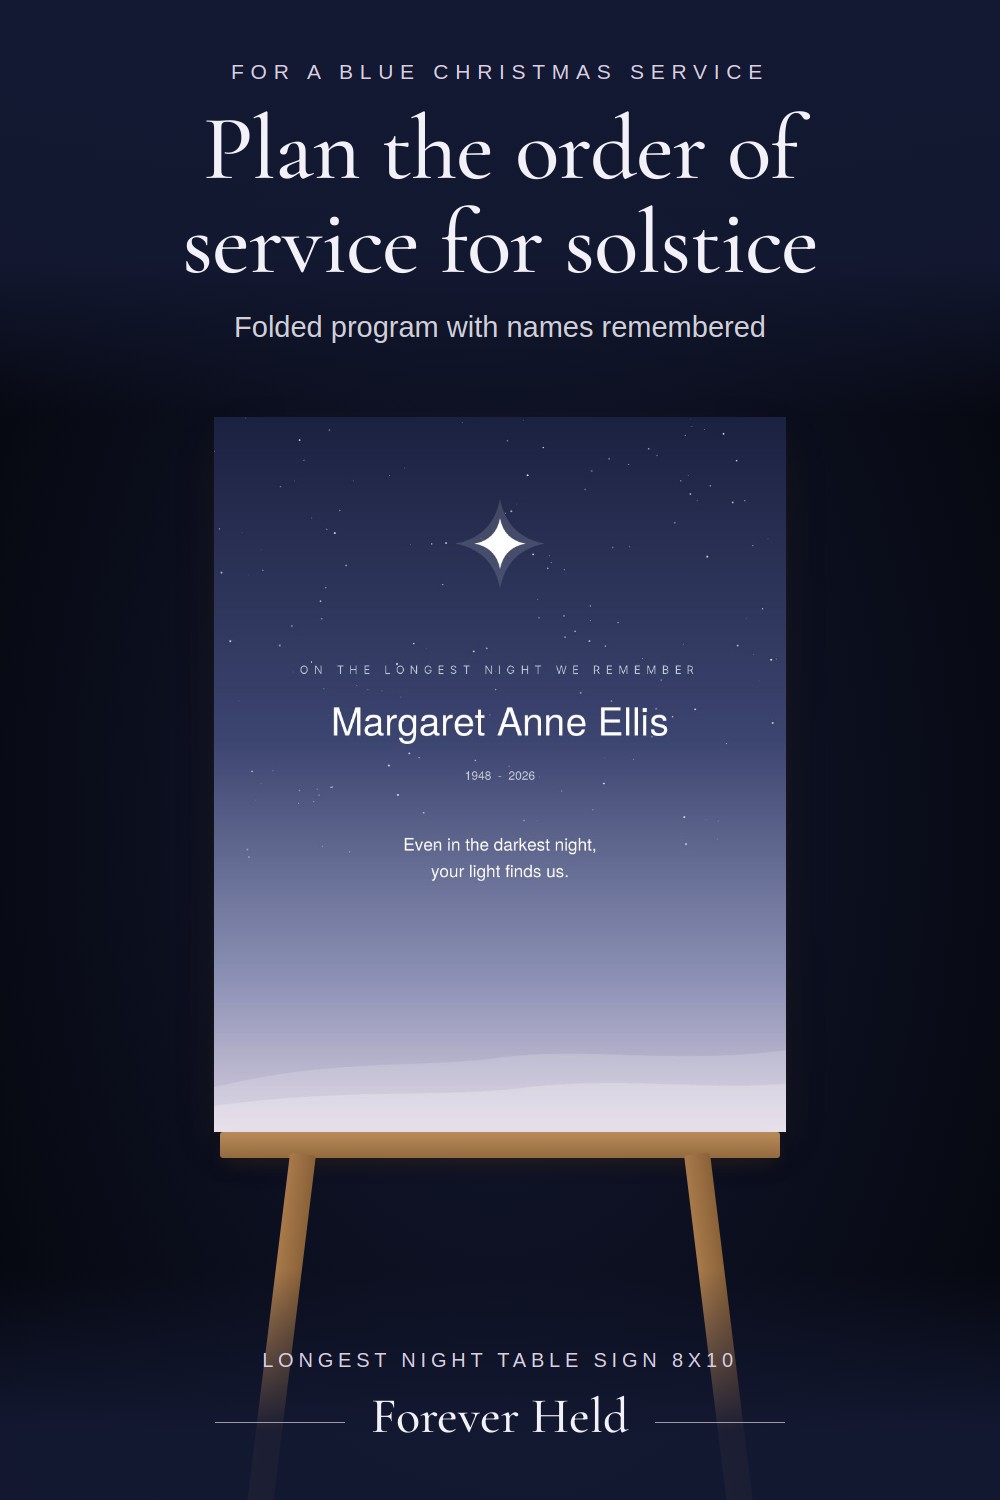 FOR A BLUE CHRISTMAS SERVICE
Plan the order of
service for solstice
Folded program with names remembered
ON THE LONGEST NIGHT WE REMEMBER
Margaret Anne Ellis
1948 - 2026
Even in the darkest night,
your light finds us.
LONGEST NIGHT TABLE SIGN 8X10
Forever Held